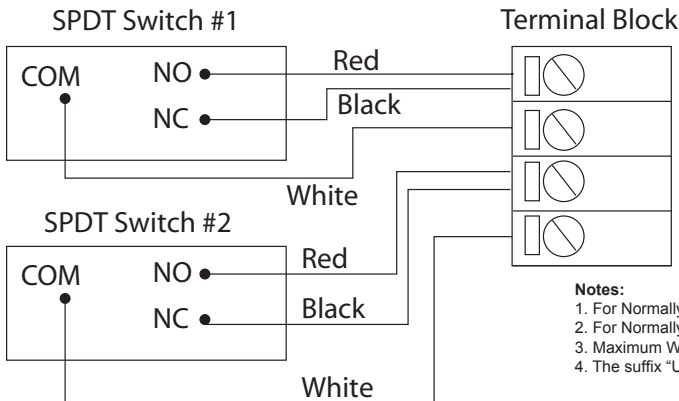 SPDT Switch #1
Terminal Block
COM
NO
NC
Red
Black
White
SPDT Switch #2
COM
NO
NC
Red
Black
White
Notes:
1. For Normally
2. For Normally
3. Maximum W
4. The suffix “U